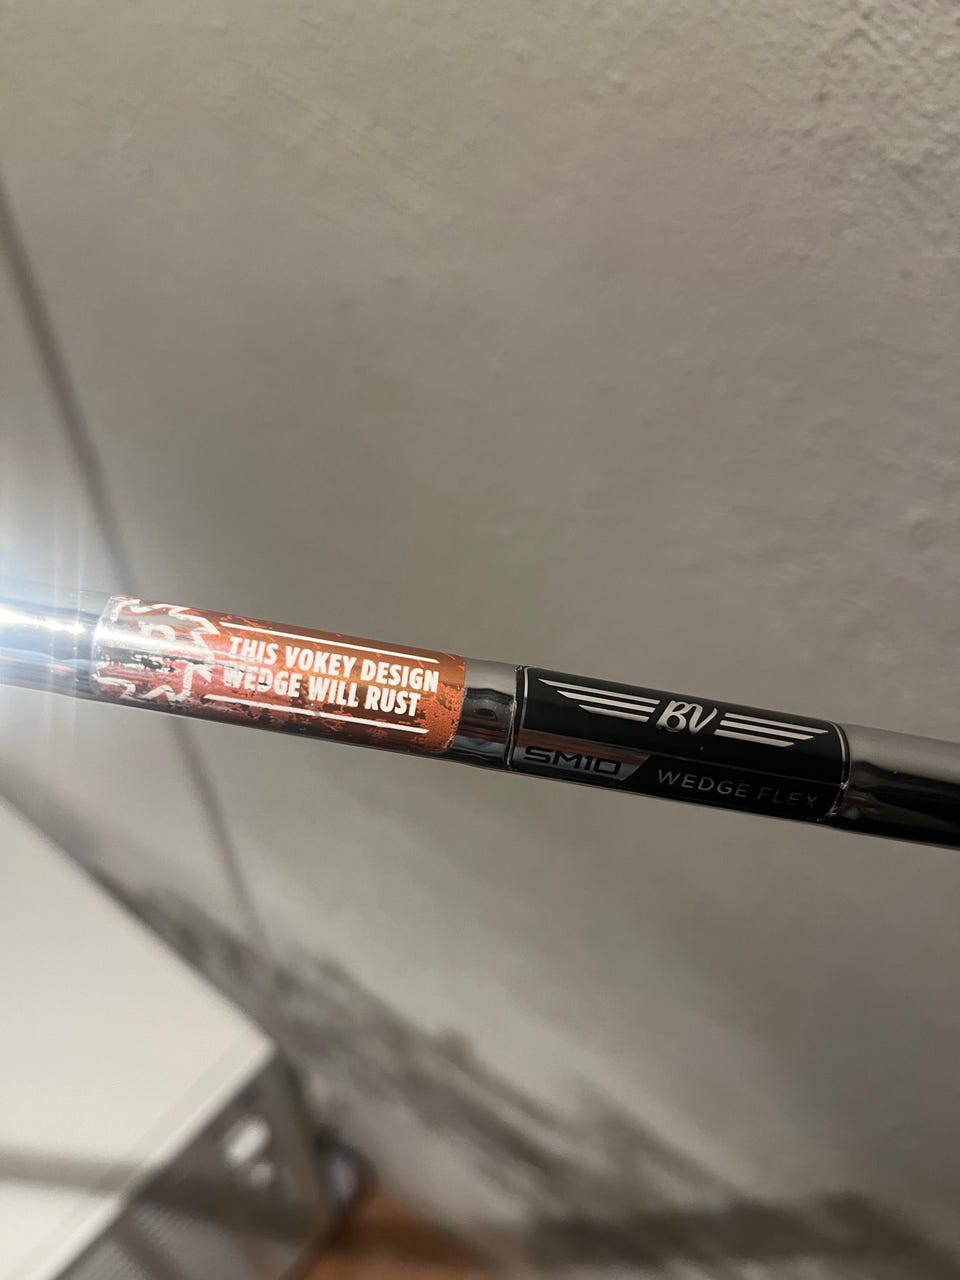 THIS VOKEY DESIGN
WEDGE WILL RUST
BV
SM10 WEDGE FLEX